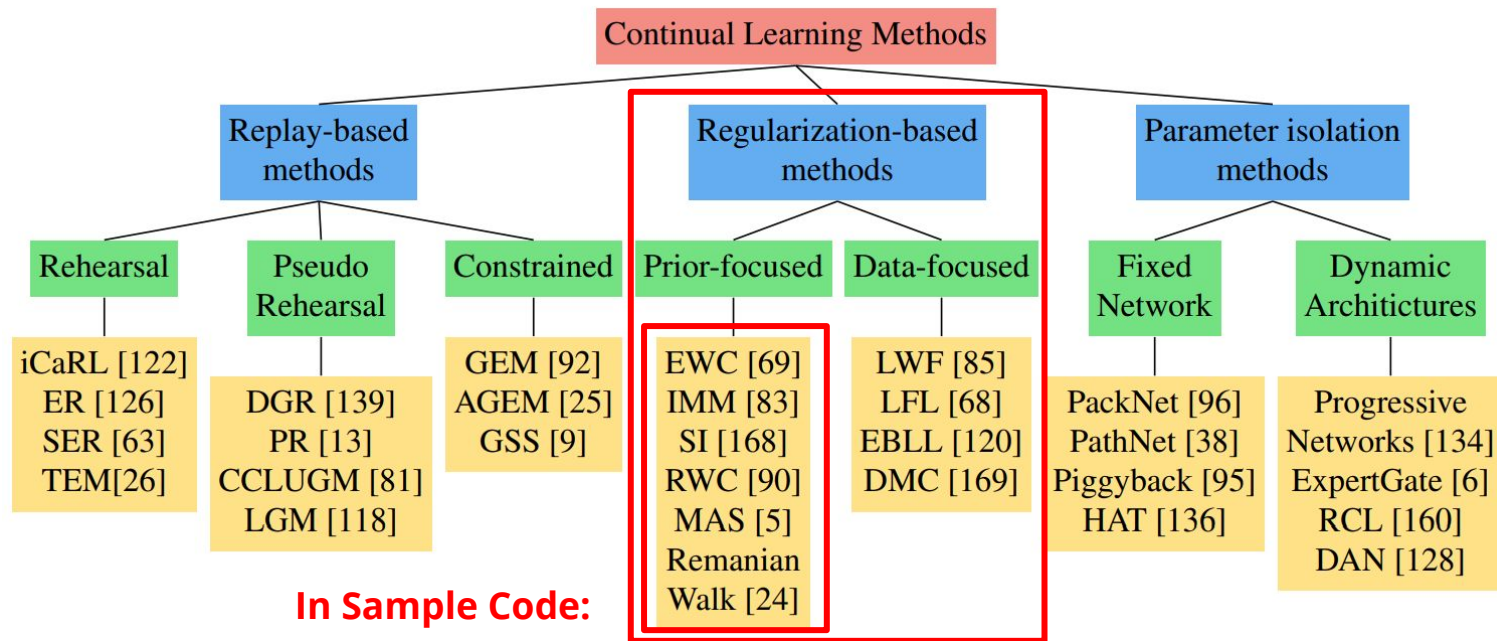 Continual Learning Methods
Replay-based
methods
Regularization-based
methods
Parameter isolation
methods
Rehearsal
Pseudo
Rehearsal
Constrained
Prior-focused
Data-focused
Fixed
Network
Dynamic
Architictures
iCaRL [122]
ER [126]
SER [63]
TEM[26]
DGR [139]
PR [13]
CCLUGM [81]
LGM [118]
GEM [92]
AGEM [25]
GSS [9]
EWC [69]
IMM [83]
SI [168]
RWC [90]
MAS [5]
Remanian
Walk [24]
LWF [85]
LFL [68]
EBLL [120]
DMC [169]
PackNet [96]
PathNet [38]
Piggyback [95]
HAT [136]
Progressive
Networks [134]
ExpertGate [6]
RCL [160]
DAN [128]
In Sample Code: